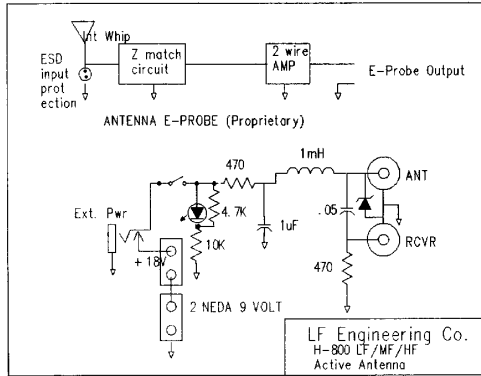 Int Whip
ESD
input
prot
ection
Z match
circuit
2 wire
AMP
E-Probe Output
ANTENNA E-PROBE (Proprietary)
470
1mH
ANT
4.7K
.05
Ext. Pwr
1uF
RCVR
10K
+ 18V
470
2 NEDA 9 VOLT
LF Engineering Co.
H-800 LF/MF/HF
Active Antenna